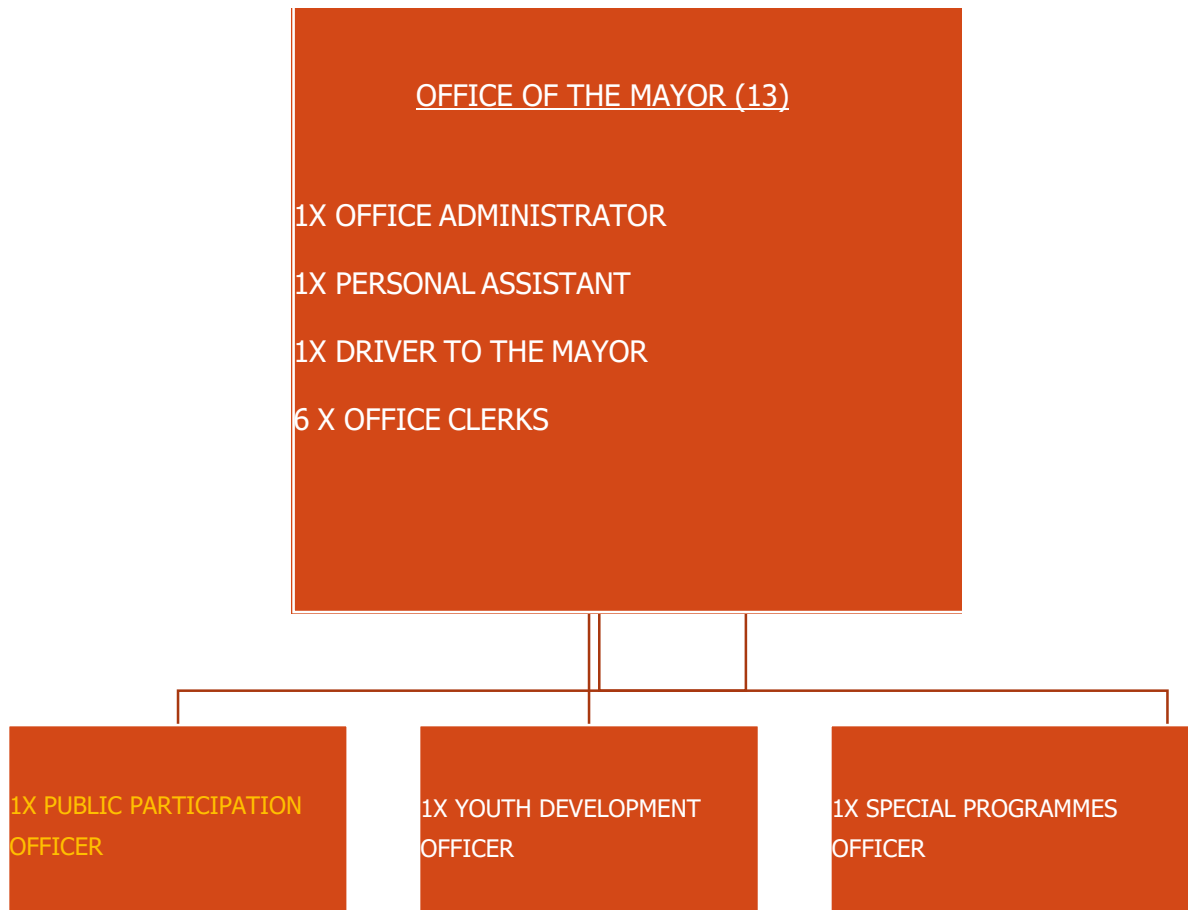 OFFICE OF THE MAYOR (13)
1X OFFICE ADMINISTRATOR
1X PERSONAL ASSISTANT
1X DRIVER TO THE MAYOR
6 X OFFICE CLERKS
1X PUBLIC PARTICIPATION
OFFICER
1X YOUTH DEVELOPMENT
OFFICER
1X SPECIAL PROGRAMMES
OFFICER